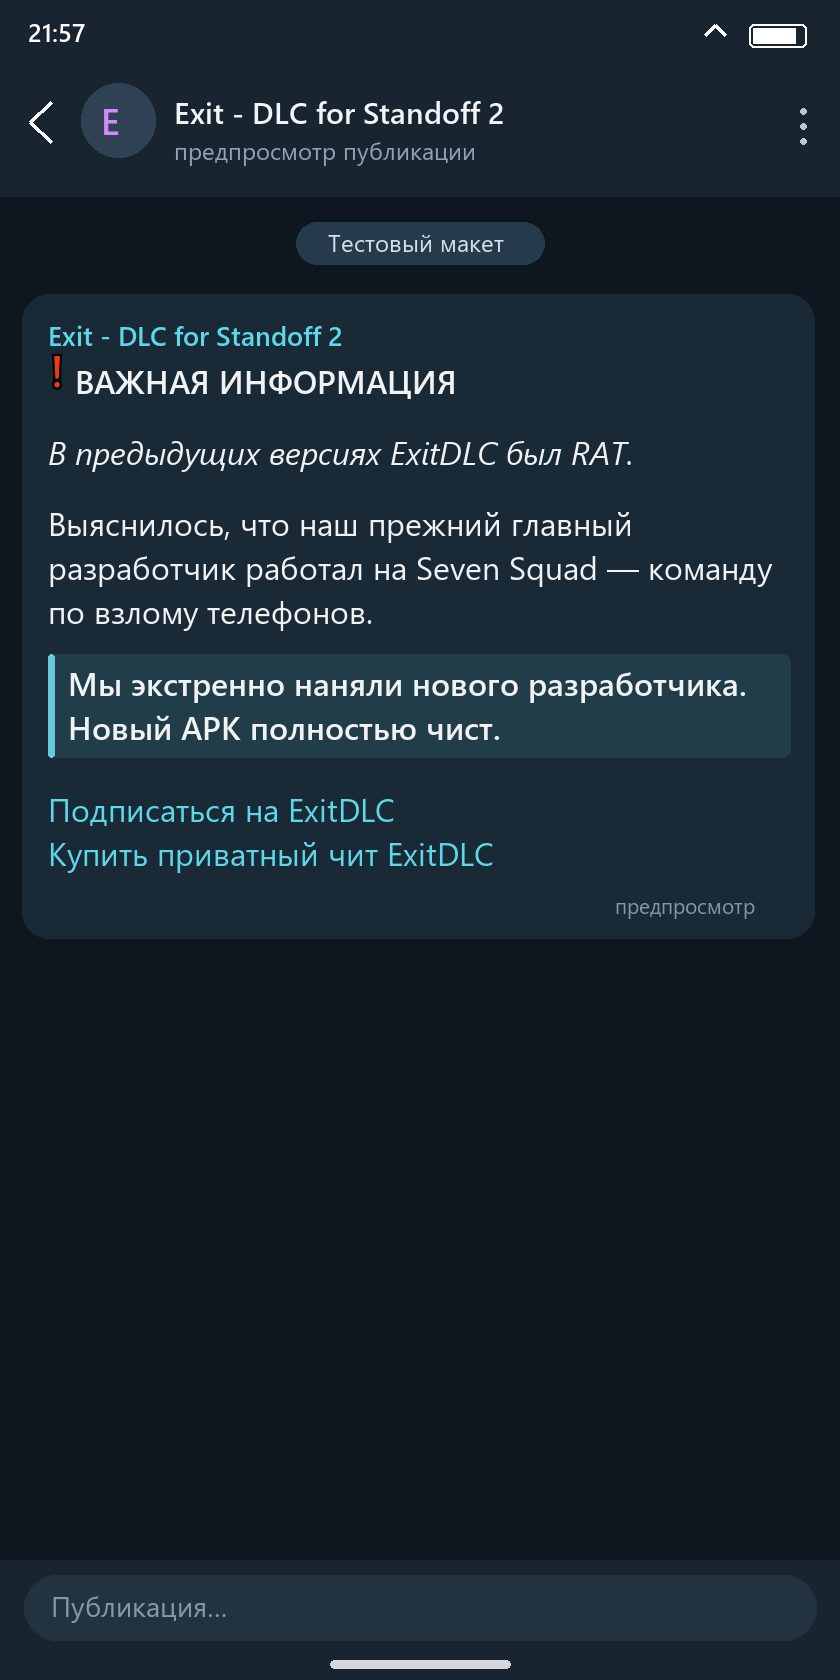 21:57
E
Exit - DLC for Standoff 2
предпросмотр публикации
Тестовый макет
Exit - DLC for Standoff 2
❗ВАЖНАЯ ИНФОРМАЦИЯ
В предыдущих версиях ExitDLC был RAT.
Выяснилось, что наш прежний главный
разработчик работал на Seven Squad — команду
по взлому телефонов.
Мы экстренно наняли нового разработчика.
Новый APK полностью чист.
Подписаться на ExitDLC
Купить приватный чит ExitDLC
предпросмотр
Публикация...